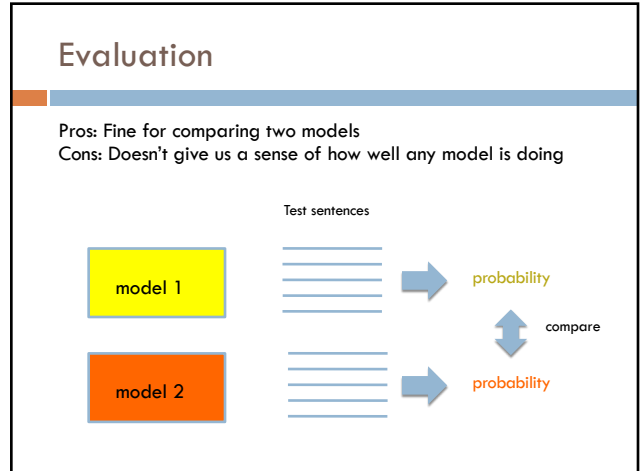 Evaluation
Pros: Fine for comparing two models
Cons: Doesn't give us a sense of how well any model is doing
Test sentences
model 1
probability
compare
model 2
probability